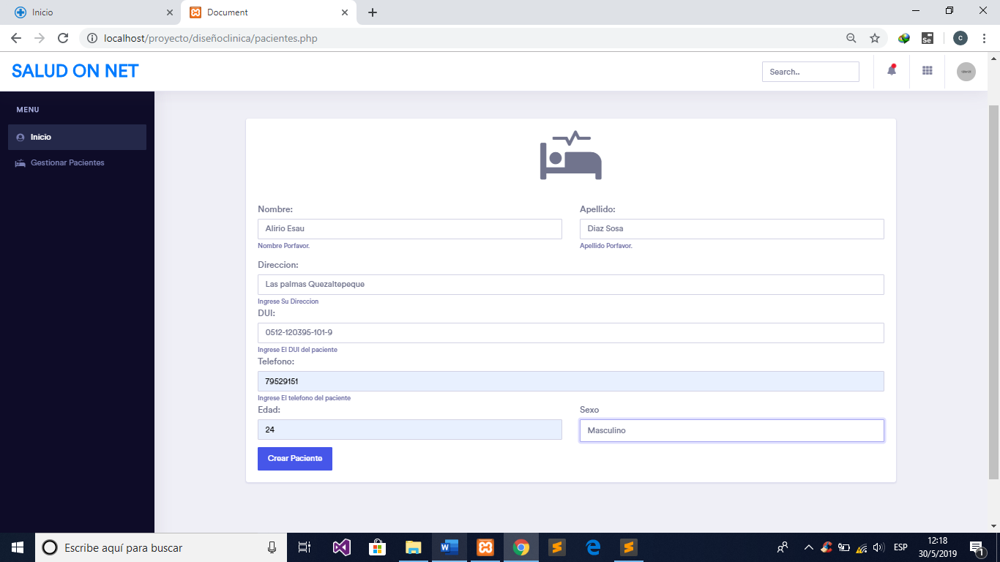 Inicio
Document
localhost/proyecto/diseñoclinica/pacientes.php
Se
C
SALUD ON NET
Search..
MENU
Inicio
Gestionar Pacientes
Nombre:
Apellido:
Alirio Esau
Diaz Sosa
Nombre Porfavor.
Apellido Porfavor.
Direccion:
Las palmas Quezaltepeque
Ingrese Su Direccion
DUI:
0512-120395-101-9
Ingrese El DUI del paciente
Telefono:
79529151
Ingrese El telefono del paciente
Edad:
Sexo
24
Masculino
Crear Paciente
Escribe aquí para buscar
ESP
12:18
30/5/2019
1